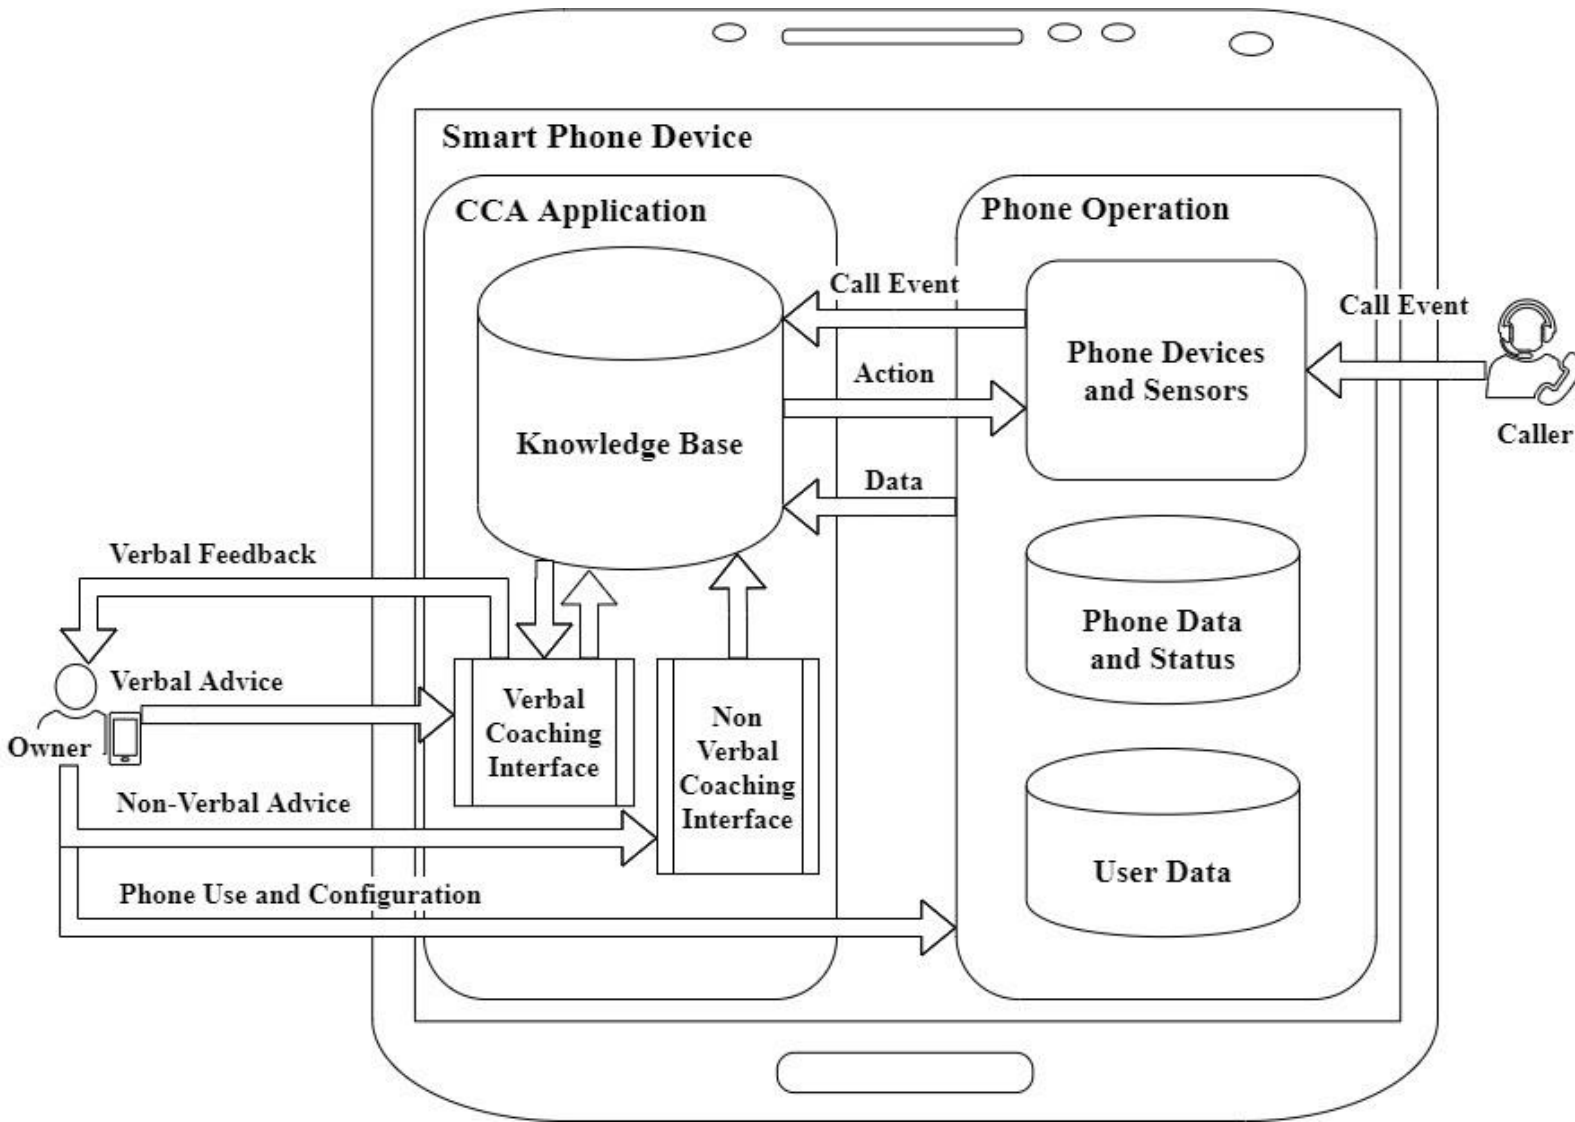 Smart Phone Device
CCA Application
Phone Operation
Call Event
Call Event
Phone Devices
and Sensors
Action
Caller
Knowledge Base
Data
Verbal Feedback
Phone Data
and Status
Verbal Advice
Verbal
Coaching
Interface
Non
Verbal
Coaching
Interface
Owner
Non-Verbal Advice
User Data
Phone Use and Configuration